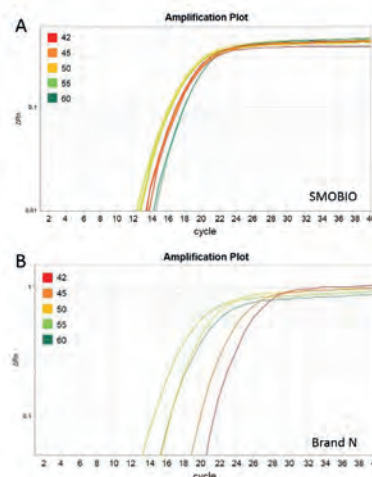 A
Amplification Plot
42
45
50
55
60
0.1
ΔRn
0.01
SMOBIO
2 4 6 8 10 12 14 16 18 20 22 24 26 28 30 32 34 36 38 40
cycle
B
Amplification Plot
1
42
45
50
55
60
ΔRn
0.1
Brand N
2 4 6 8 10 12 14 16 18 20 22 24 26 28 30 32 34 36 38
cycle